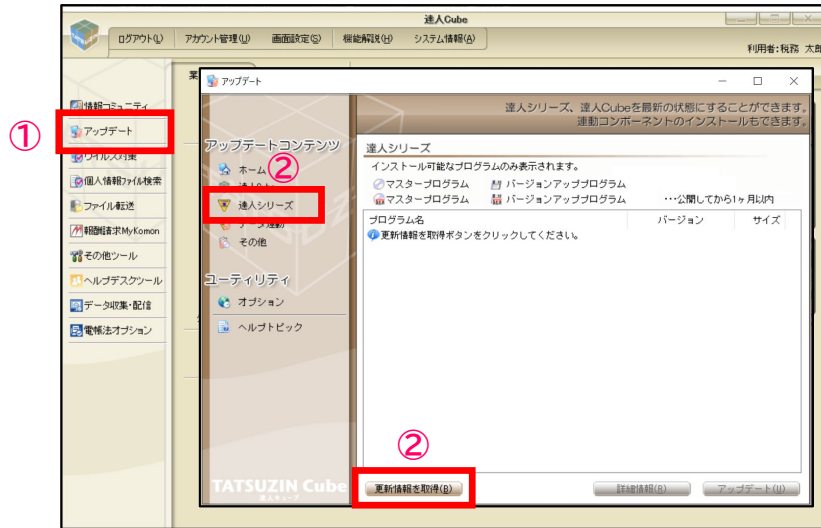 達人Cube
ログアウト(L)
アカウント管理(U)
画面設定(S)
機能解説(H)
システム情報(A)
利用者:税務 太郎
業
情報コミュニティ
①
アップデート
ウイルス対策
個人情報ファイル検索
ファイル転送
報酬請求MyKomon
その他ツール
ヘルプデスクツール
データ収集・配信
電帳法オプション
アップデート
達人シリーズ、達人Cubeを最新の状態にすることができます。
連動コンポーネントのインストールもできます。
アップデートコンテンツ
ホーム
②
達人シリーズ
データ連動
その他
ユーティリティ
オプション
ヘルプトピック
TATSUZIN Cube
達人キューブ
達人シリーズ
インストール可能なプログラムのみ表示されます。
マスタープログラム
バージョンアッププログラム
マスタープログラム
バージョンアッププログラム
・・・公開してから1ヶ月以内
プログラム名
バージョン
サイズ
更新情報を取得ボタンをクリックしてください。
②
更新情報を取得(B)
詳細情報(R)
アップデート(U)